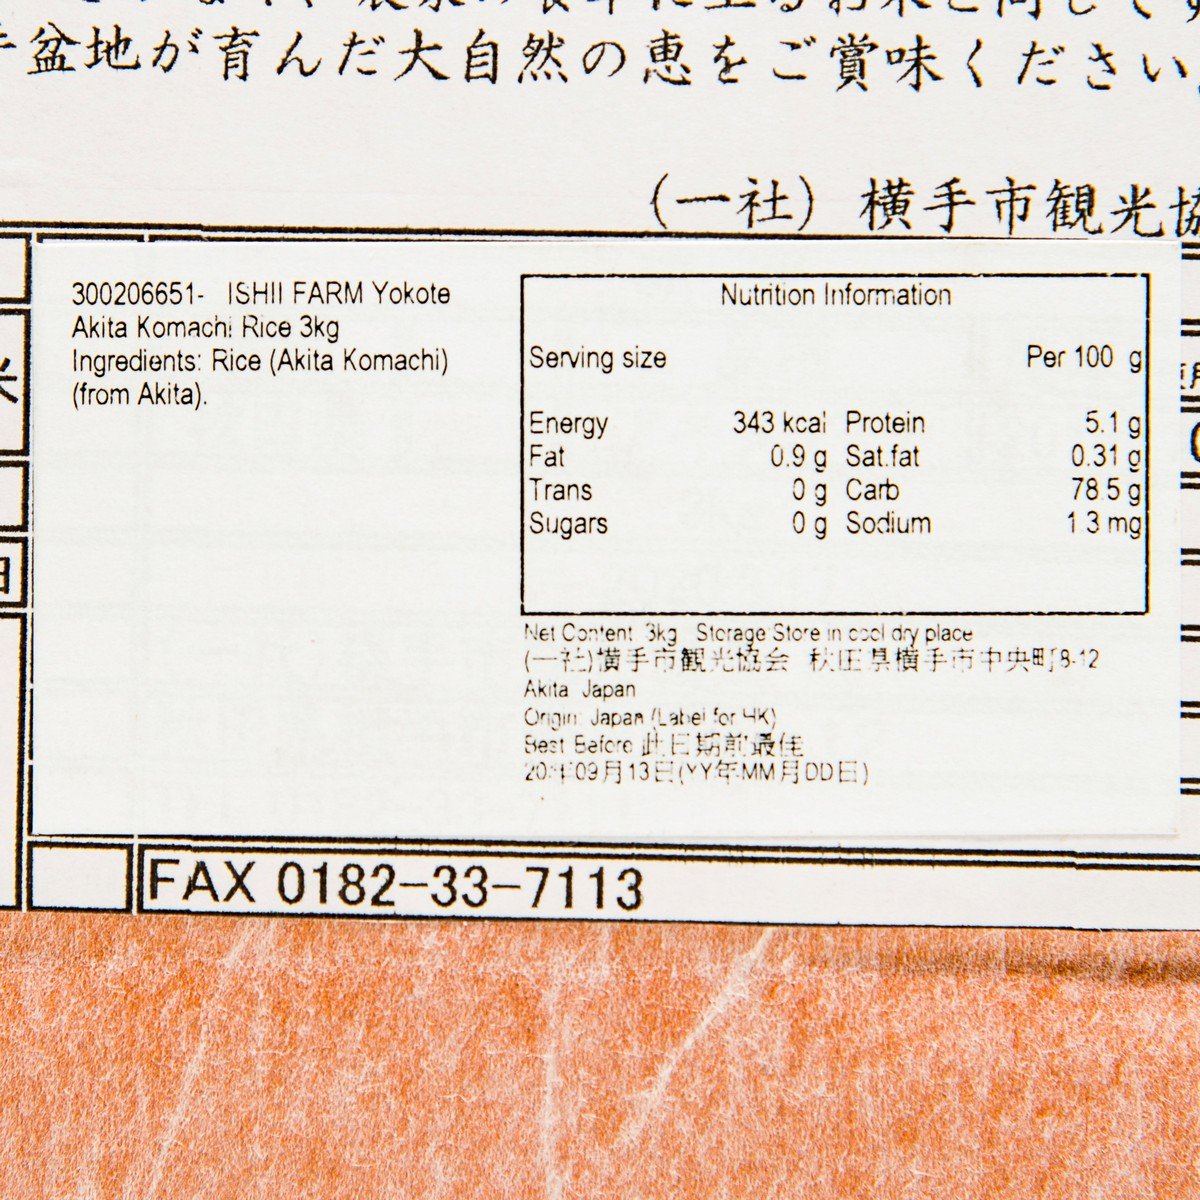 盆地が育んだ大自然の恵をご賞味ください。
(一社) 横手市観光協
300206651- ISHII FARM Yokote
Akita Komachi Rice 3kg
Ingredients: Rice (Akita Komachi)
(from Akita).
Nutrition Information
Serving size Per 100 g
Energy 343 kcal Protein 5.1 g
Fat 0.9 g Sat.fat 0.31 g
Trans 0 g Carb 78.5 g
Sugars 0 g Sodium 1.3 mg
Net Content 3kg Storage Store in cool dry place
(一社)横手市観光協会 秋田県横手市中央町8-12
Akita Japan
Origin: Japan (Label for HK)
Best Before 此日期前最佳
09月13日(YY年MM月DD日)
米
FAX 0182-33-7113